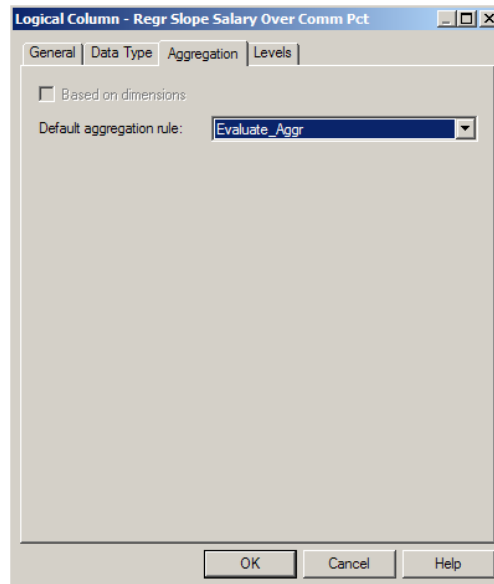 Logical Column - Regr Slope Salary Over Comm Pct
General Data Type Aggregation Levels
Based on dimensions
Default aggregation rule: Evaluate_Aggr
OK Cancel Help